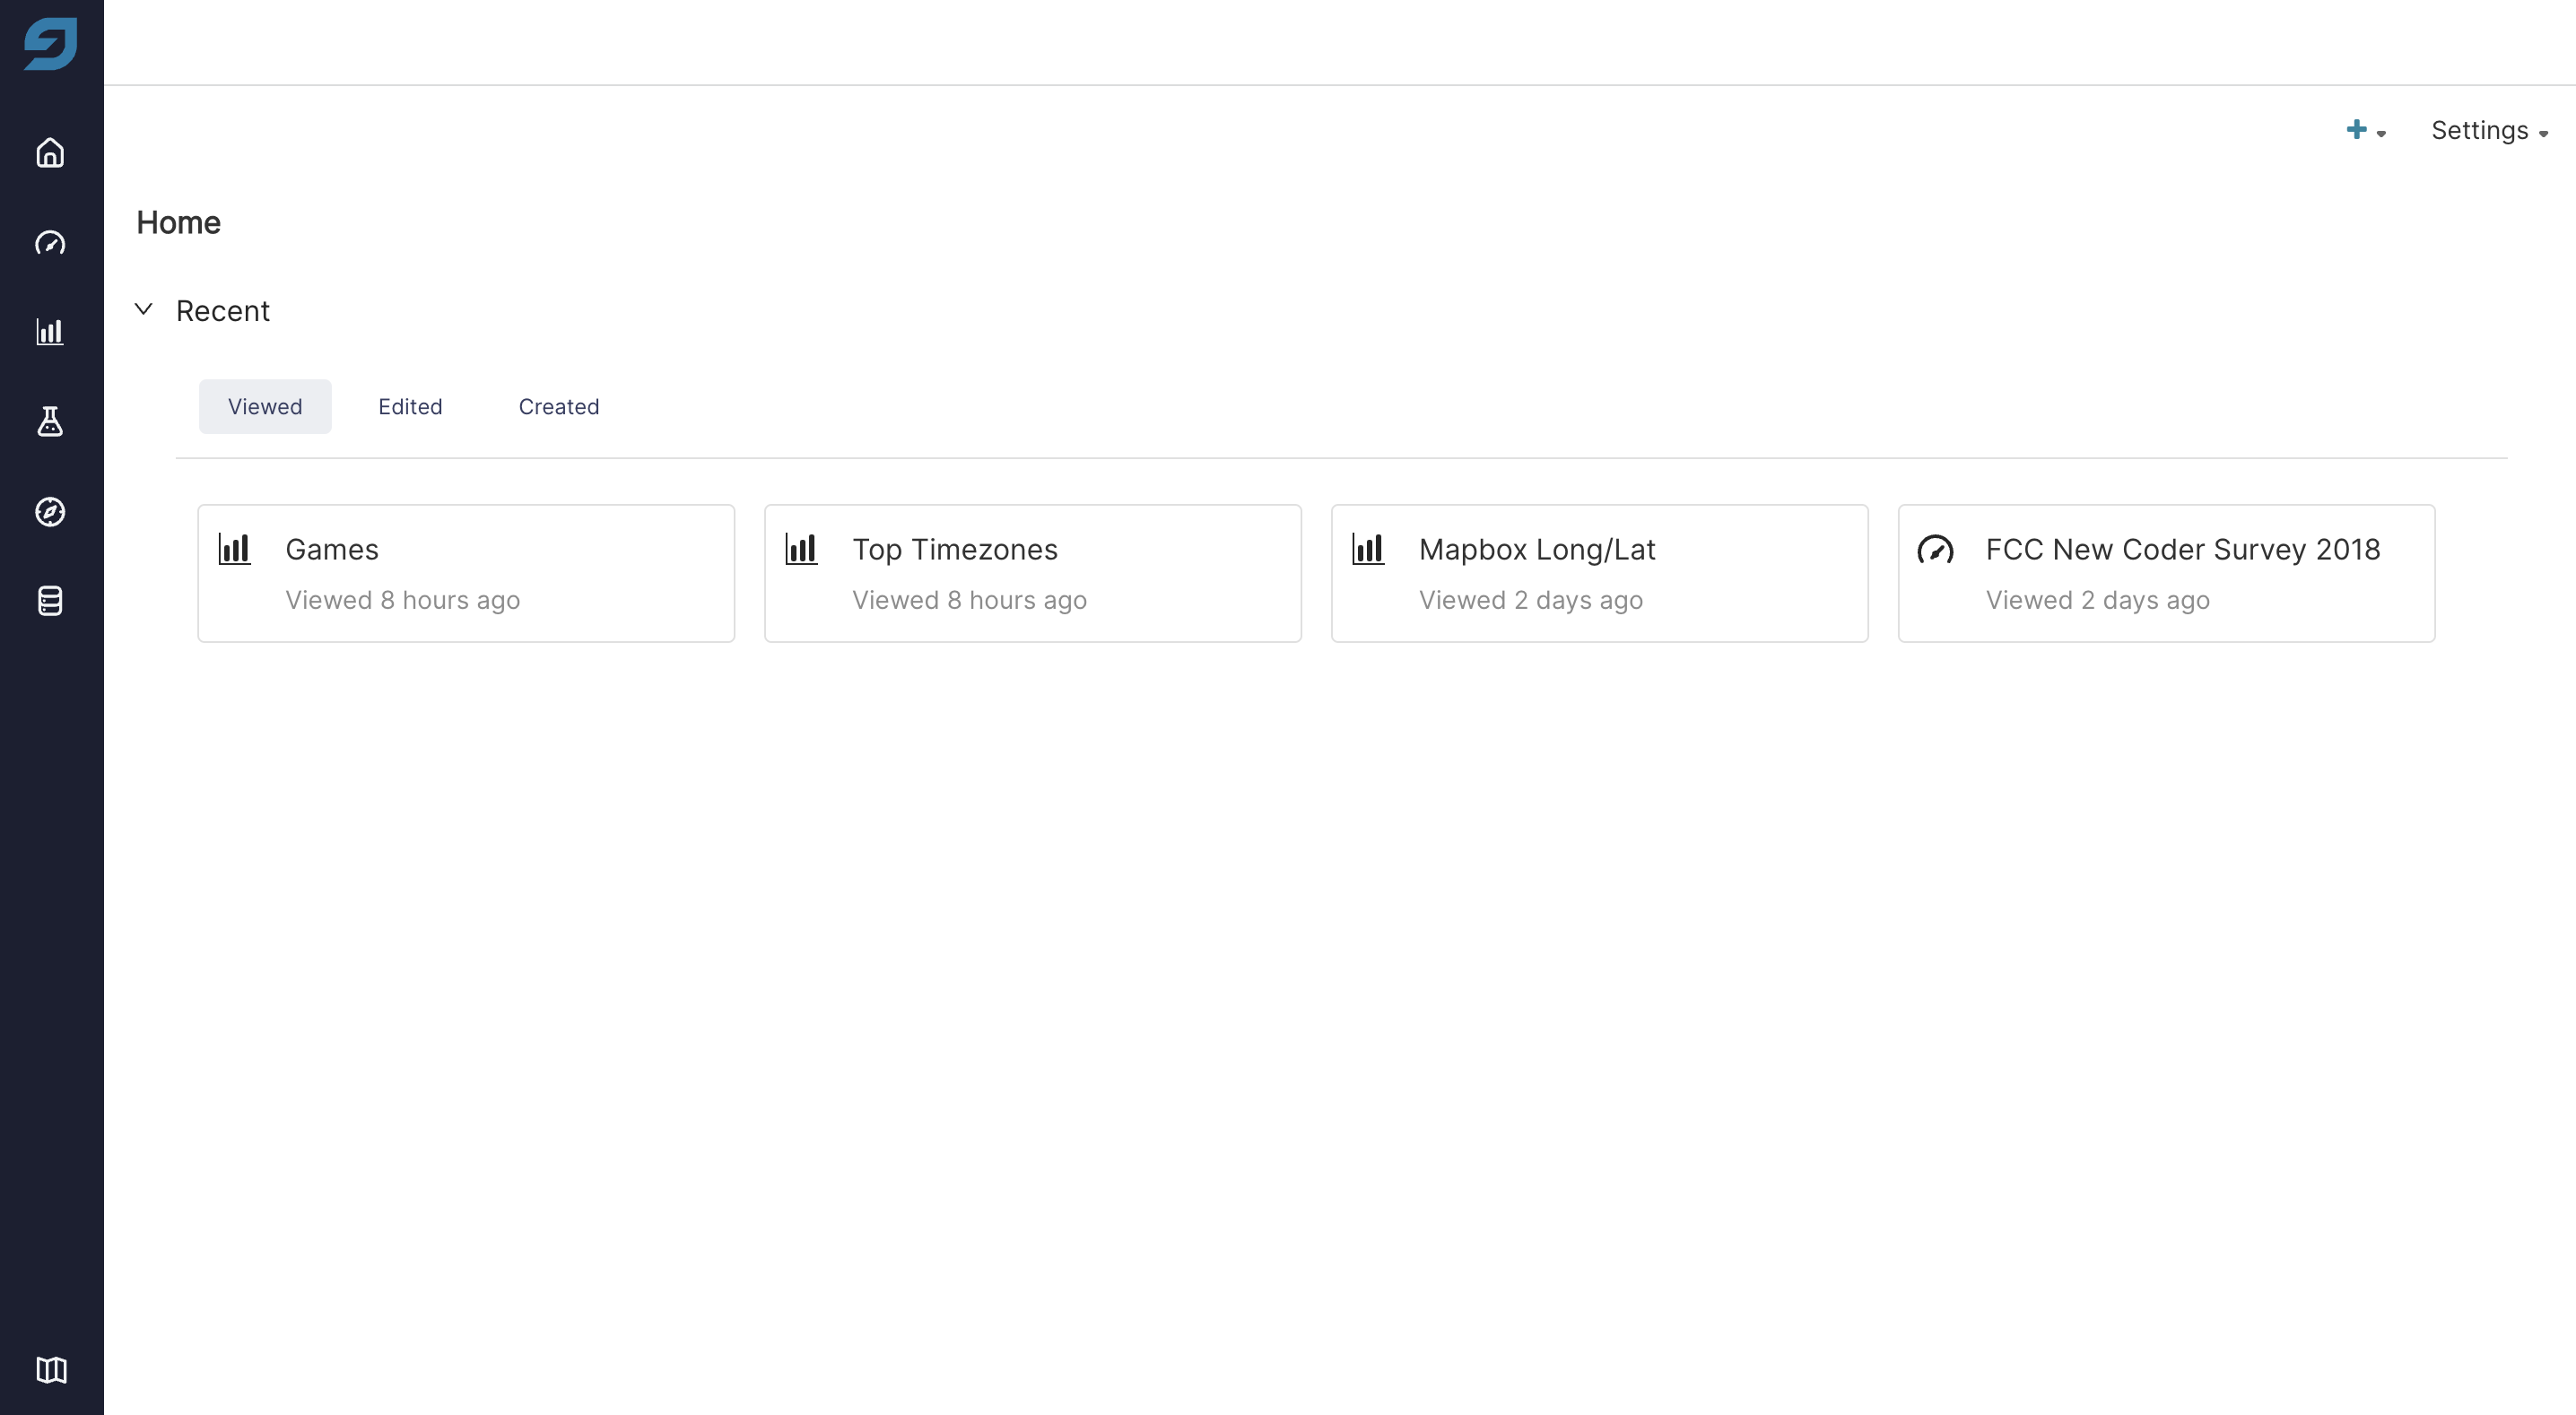 Settings
Home
Recent
Viewed Edited Created
Games Top Timezones Mapbox Long/Lat FCC New Coder Survey 2018
Viewed 8 hours ago Viewed 8 hours ago Viewed 2 days ago Viewed 2 days ago